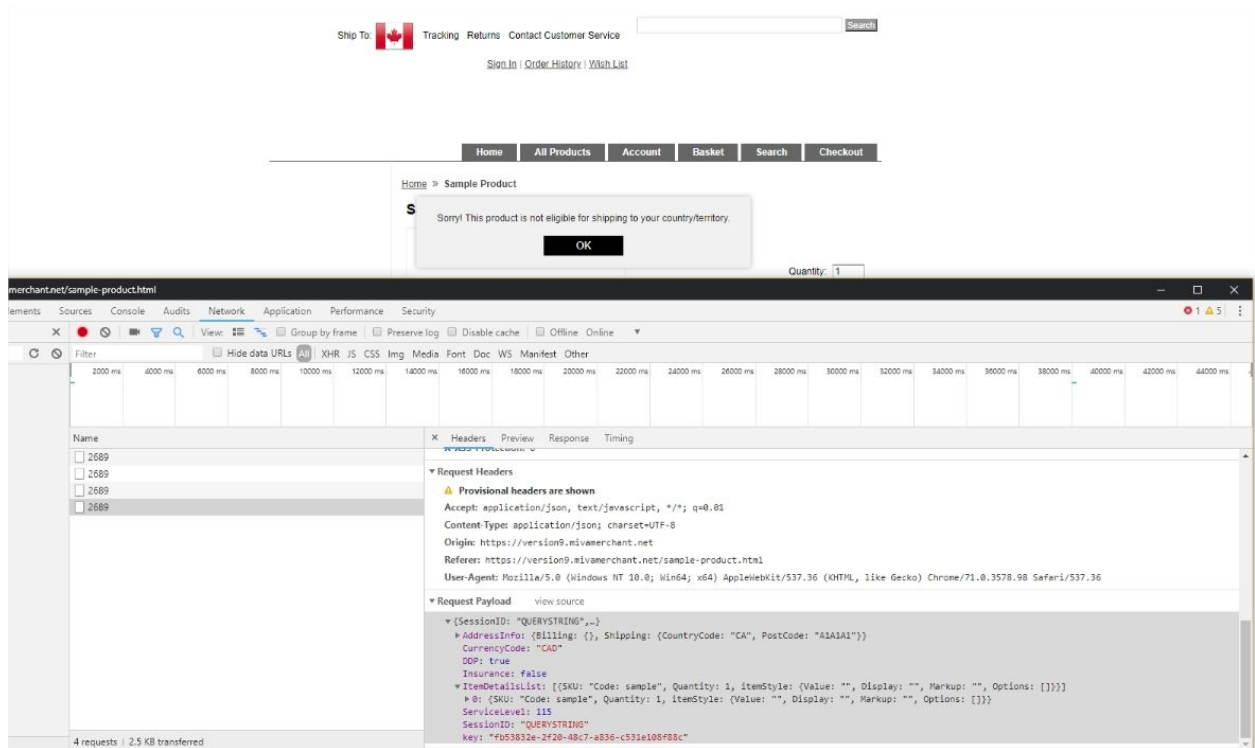 Ship To: Tracking Returns Contact Customer Service Search
Sign In | Order History | Wish List
Home All Products Account Basket Search Checkout
Home » Sample Product
S
Sorry! This product is not eligible for shipping to your country/territory.
OK
Quantity: 1
merchant.net/sample-product.html
lements Sources Console Audits Network Application Performance Security 1 5
View: Group by frame Preserve log Disable cache Offline Online
Filter Hide data URLs All XHR JS CSS Img Media Font Doc WS Manifest Other
2000 ms 4000 ms 6000 ms 8000 ms 10000 ms 12000 ms 14000 ms 16000 ms 18000 ms 20000 ms 22000 ms 24000 ms 26000 ms 28000 ms 30000 ms 32000 ms 34000 ms 36000 ms 38000 ms 40000 ms 42000 ms 44000 ms
Name × Headers Preview Response Timing
2689
2689
2689
2689
X-XSS-Protection: 0
▼ Request Headers
Provisional headers are shown
Accept: application/json, text/javascript, */*; q=0.01
Content-Type: application/json; charset=UTF-8
Origin: https://version9.mivamerchant.net
Referer: https://version9.mivamerchant.net/sample-product.html
User-Agent: Mozilla/5.0 (Windows NT 10.0; Win64; x64) AppleWebKit/537.36 (KHTML, like Gecko) Chrome/71.0.3578.98 Safari/537.36
▼ Request Payload view source
▼ {SessionID: "QUERYSTRING",…}
▶ AddressInfo: {Billing: {}, Shipping: {CountryCode: "CA", PostCode: "A1A1A1"}}
CurrencyCode: "CAD"
DDP: true
Insurance: false
▼ ItemDetailsList: [{SKU: "Code: sample", Quantity: 1, itemStyle: {Value: "", Display: "", Markup: "", Options: []}}]
▶ 0: {SKU: "Code: sample", Quantity: 1, itemStyle: {Value: "", Display: "", Markup: "", Options: []}}
ServiceLevel: 115
SessionID: "QUERYSTRING"
key: "fb53832e-2f20-48c7-a836-c531e108f88c"
4 requests | 2.5 KB transferred